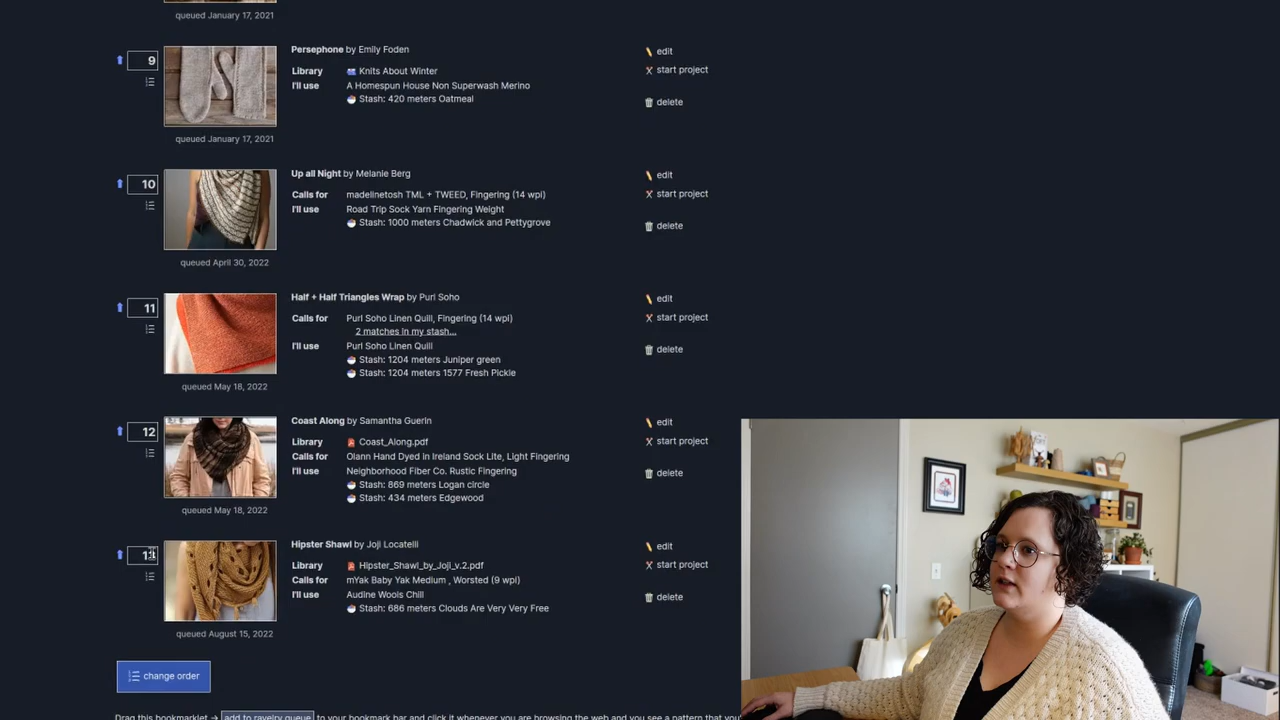 queued January 17, 2021
9
Persephone by Emily Foden
Library Knits About Winter
I'll use A Homespun House Non Superwash Merino
Stash: 420 meters Oatmeal
edit
start project
delete
queued January 17, 2021
10
Up all Night by Melanie Berg
Calls for madelinetosh TML + TWEED, Fingering (14 wpi)
I'll use Road Trip Sock Yarn Fingering Weight
Stash: 1000 meters Chadwick and Pettygrove
edit
start project
delete
queued April 30, 2022
11
Half + Half Triangles Wrap by Purl Soho
Calls for Purl Soho Linen Quill, Fingering (14 wpi)
2 matches in my stash...
I'll use Purl Soho Linen Quill
Stash: 1204 meters Juniper green
Stash: 1204 meters 1577 Fresh Pickle
edit
start project
delete
queued May 18, 2022
12
Coast Along by Samantha Guerin
Library Coast_Along.pdf
Calls for Olann Hand Dyed in Ireland Sock Lite, Light Fingering
I'll use Neighborhood Fiber Co. Rustic Fingering
Stash: 869 meters Logan circle
Stash: 434 meters Edgewood
edit
start project
delete
queued May 18, 2022
13
Hipster Shawl by Joji Locatelli
Library Hipster_Shawl_by_Joji_v.2.pdf
Calls for mYak Baby Yak Medium , Worsted (9 wpi)
I'll use Audine Wools Chill
Stash: 686 meters Clouds Are Very Very Free
edit
start project
delete
queued August 15, 2022
change order
Drag this bookmarklet → add to ravelry queue to your bookmark bar and click it whenever you are browsing the web and you see a pattern that you